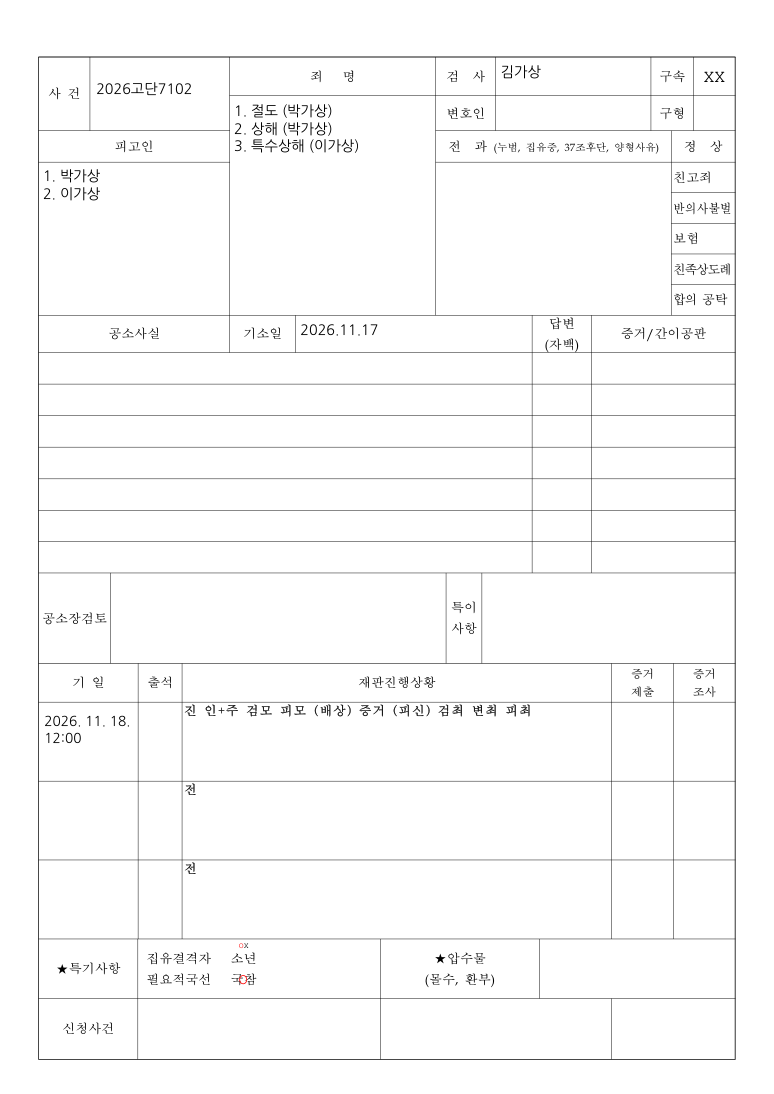 사 건
2026고단7102
죄 명
검 사
김가상
구속
XX
1. 절도 (박가상)
2. 상해 (박가상)
3. 특수상해 (이가상)
변호인
구형
피고인
전 과 (누범, 집유중, 37조후단, 양형사유)
정 상
1. 박가상
2. 이가상
친고죄
반의사불벌
보험
친족상도례
합의 공탁
공소사실
기소일
2026.11.17
답변
(자백)
증거/간이공판
공소장검토
특이
사항
기 일
출석
재판진행상황
증거
제출
증거
조사
2026. 11. 18.
12:00
진 인+주 검모 피모 (배상) 증거 (피신) 검최 변최 피최
전
전
★특기사항
ox
집유결격자 소년
필요적국선 국참
★압수물
(몰수, 환부)
신청사건